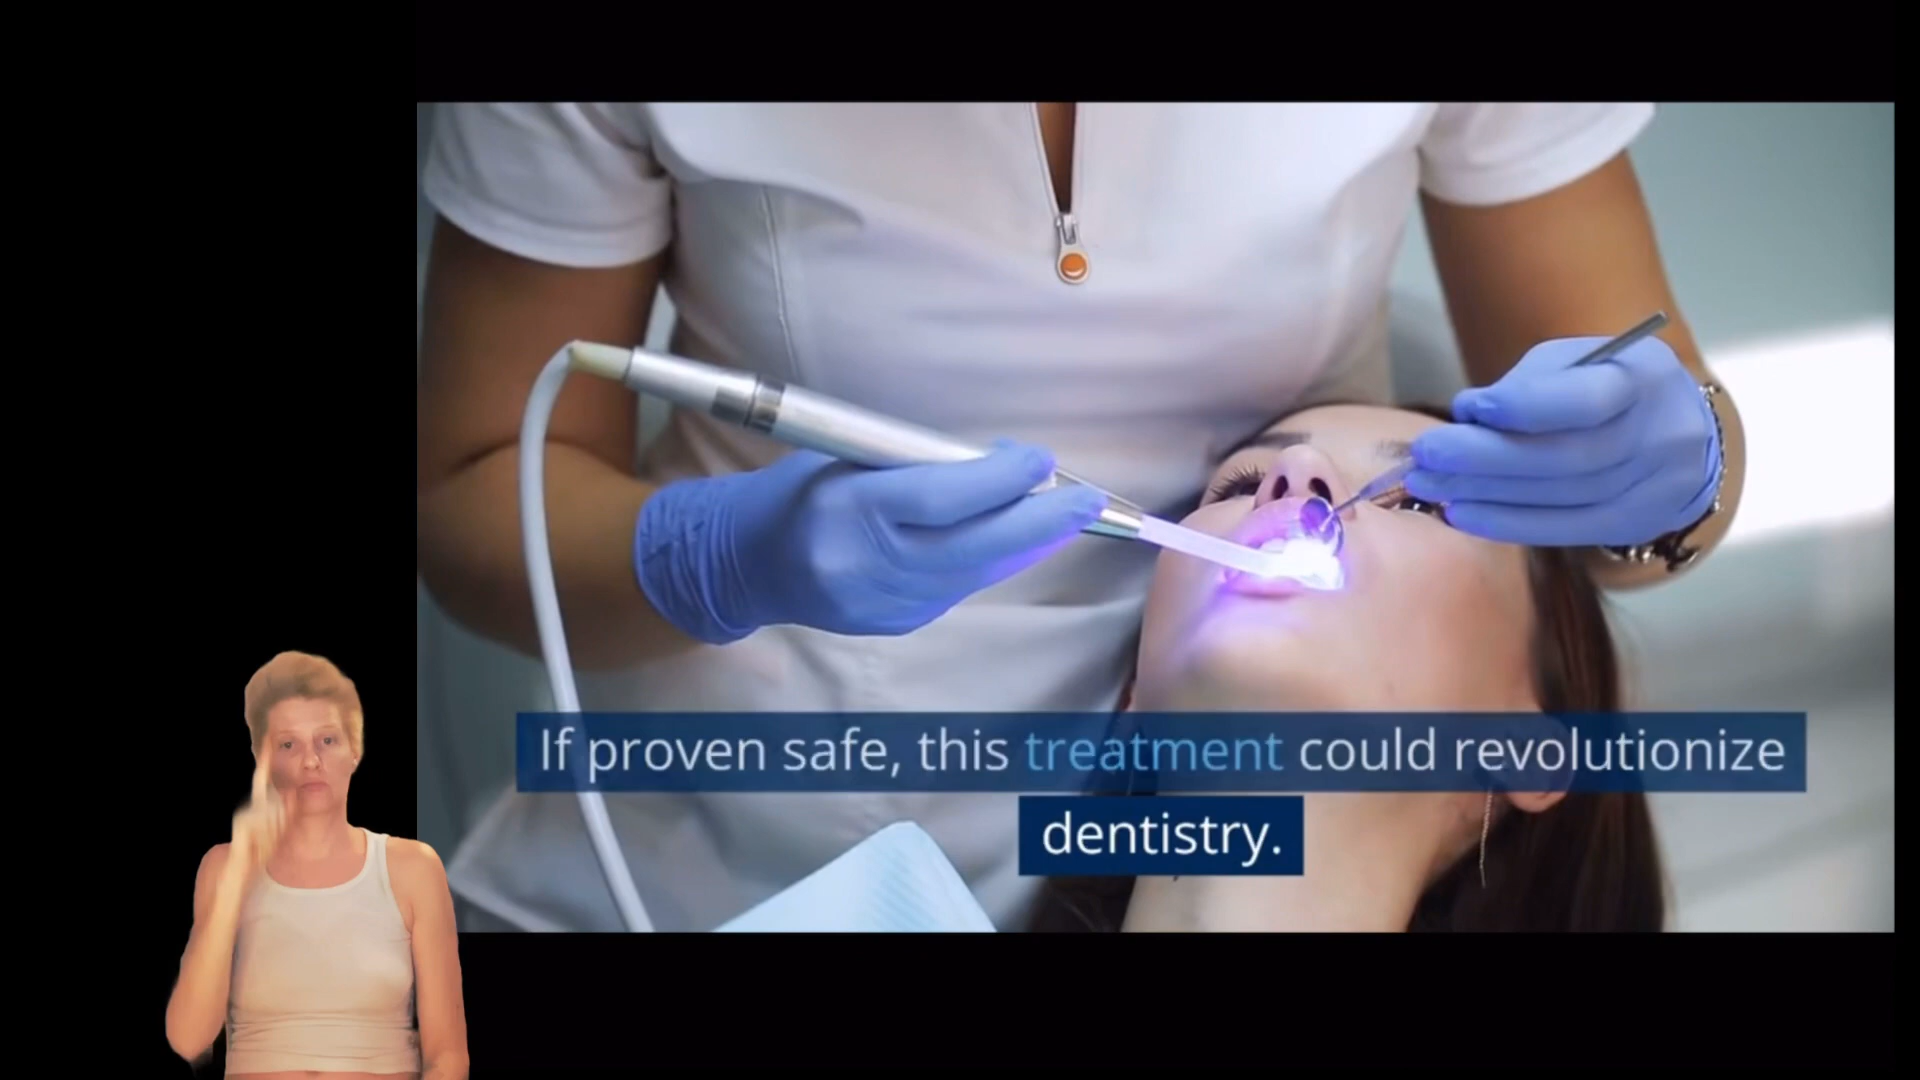 If proven safe, this treatment could revolutionize
dentistry.